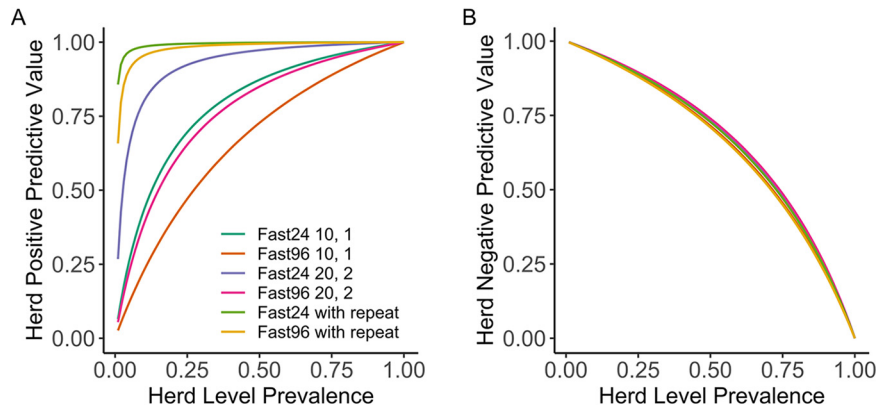 A
Herd Positive Predictive Value
1.00
0.75
0.50
0.25
0.00
Fast24 10, 1
Fast96 10, 1
Fast24 20, 2
Fast96 20, 2
Fast24 with repeat
Fast96 with repeat
0.00 0.25 0.50 0.75 1.00
Herd Level Prevalence
B
Herd Negative Predictive Value
1.00
0.75
0.50
0.25
0.00
0.00 0.25 0.50 0.75 1.00
Herd Level Prevalence